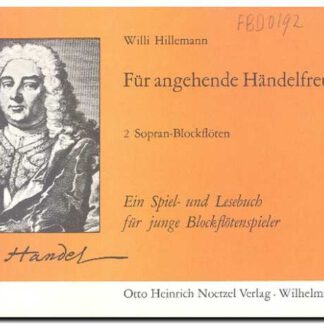 FBD0192
Willi Hillemann
Für angehende Händelfreu
2 Sopran-Blockflöten
Ein Spiel- und Lesebuch
für junge Blockflötenspieler
Handel
Otto Heinrich Noetzel Verlag · Wilhelms